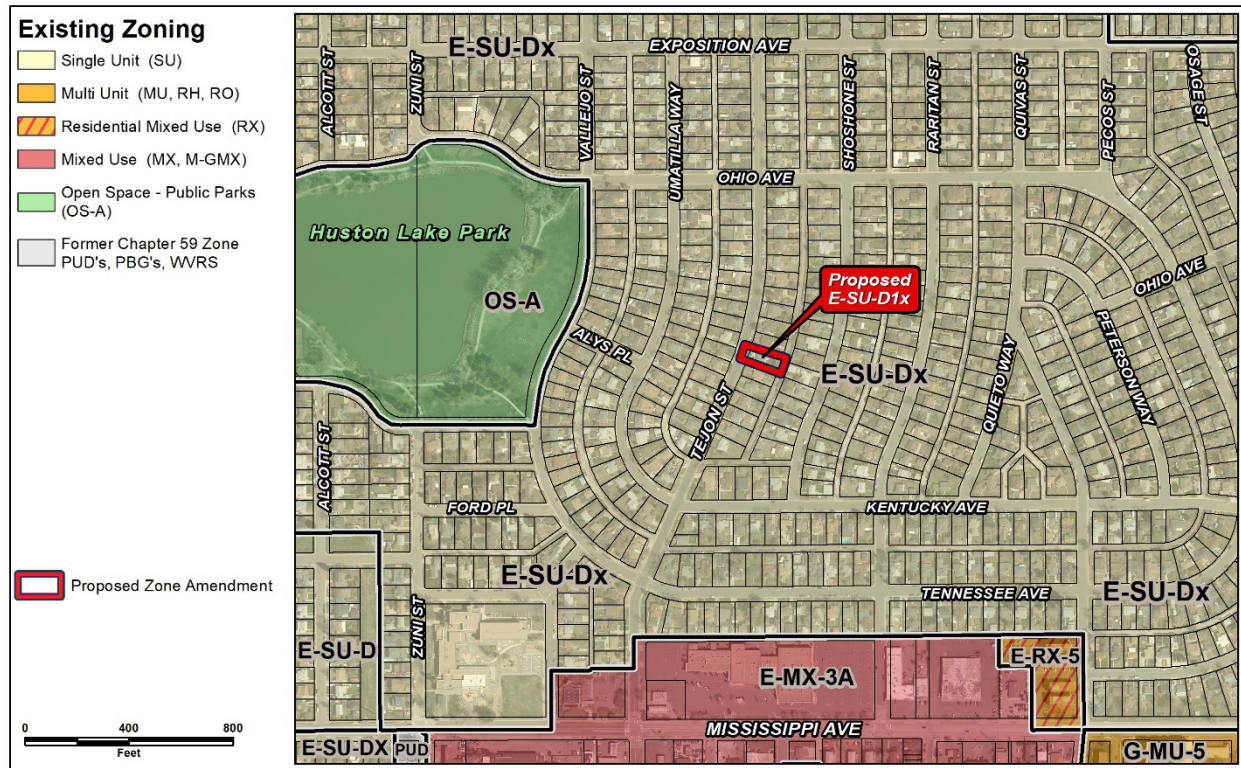 Existing Zoning
Single Unit (SU)
Multi Unit (MU, RH, RO)
Residential Mixed Use (RX)
Mixed Use (MX, M-GMX)
Open Space - Public Parks
(OS-A)
Former Chapter 59 Zone
PUD's, PBG's, WVRS
Proposed Zone Amendment
0 400 800
Feet
ALCOTT ST
ZUNI ST
E-SU-Dx
EXPOSITION AVE
VALLEJO ST
UMATILLA WAY
SHOSHONE ST
RARITAN ST
QUIVAS ST
PECOS ST
OSAGE ST
OHIO AVE
Huston Lake Park
OS-A
Proposed
E-SU-D1x
OHIO AVE
ALYS PL
E-SU-Dx
QUIETO WAY
PETERSON WAY
TEJON ST
ALCOTT ST
FORD PL
KENTUCKY AVE
E-SU-Dx
TENNESSEE AVE
E-SU-Dx
E-SU-D
ZUNI ST
E-MX-3A
E-RX-5
MISSISSIPPI AVE
E-SU-DX
PUD
G-MU-5